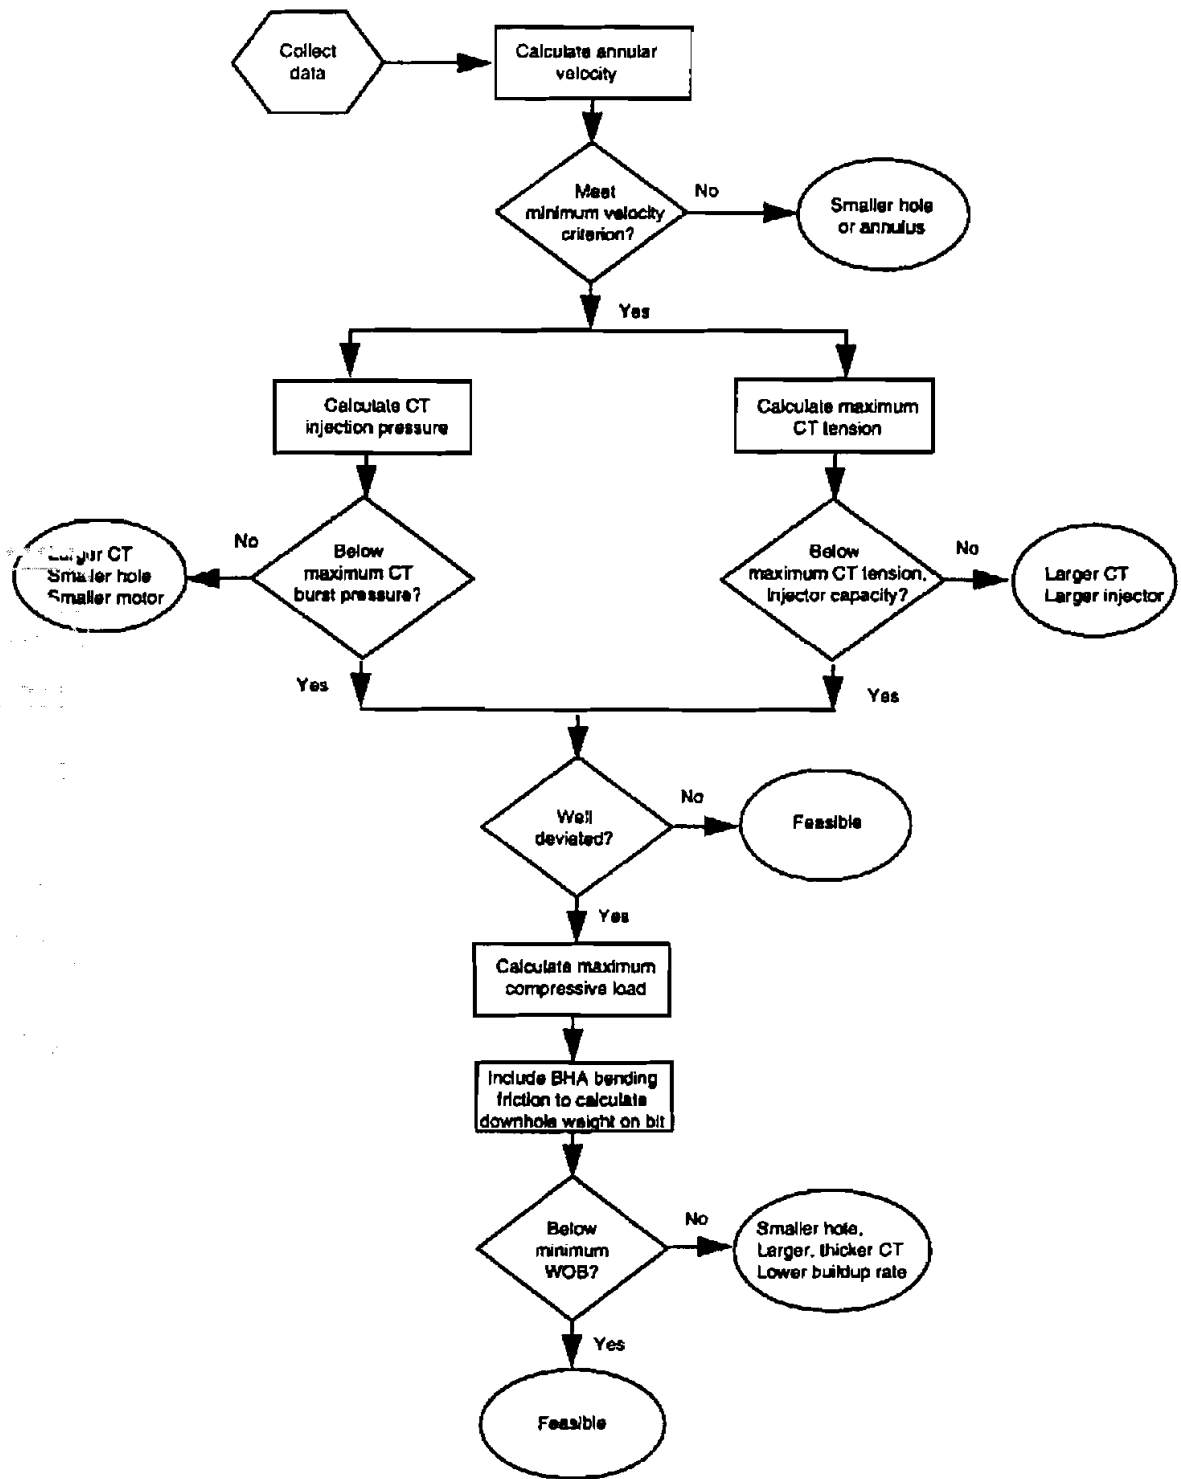 Collect
data
Calculate annular
velocity
Meet
minimum velocity
criterion?
No
Smaller hole
or annulus
Yes
Calculate CT
injection pressure
Calculate maximum
CT tension
Below
maximum CT
burst pressure?
No
Larger CT
Smaller hole
Smaller motor
Below
maximum CT tension,
Injector capacity?
No
Larger CT
Larger injector
Yes
Yes
Well
deviated?
No
Feasible
Yes
Calculate maximum
compressive load
Include BHA bending
friction to calculate
downhole weight on bit
Below
minimum
WOB?
No
Smaller hole,
Larger, thicker CT
Lower buildup rate
Yes
Feasible